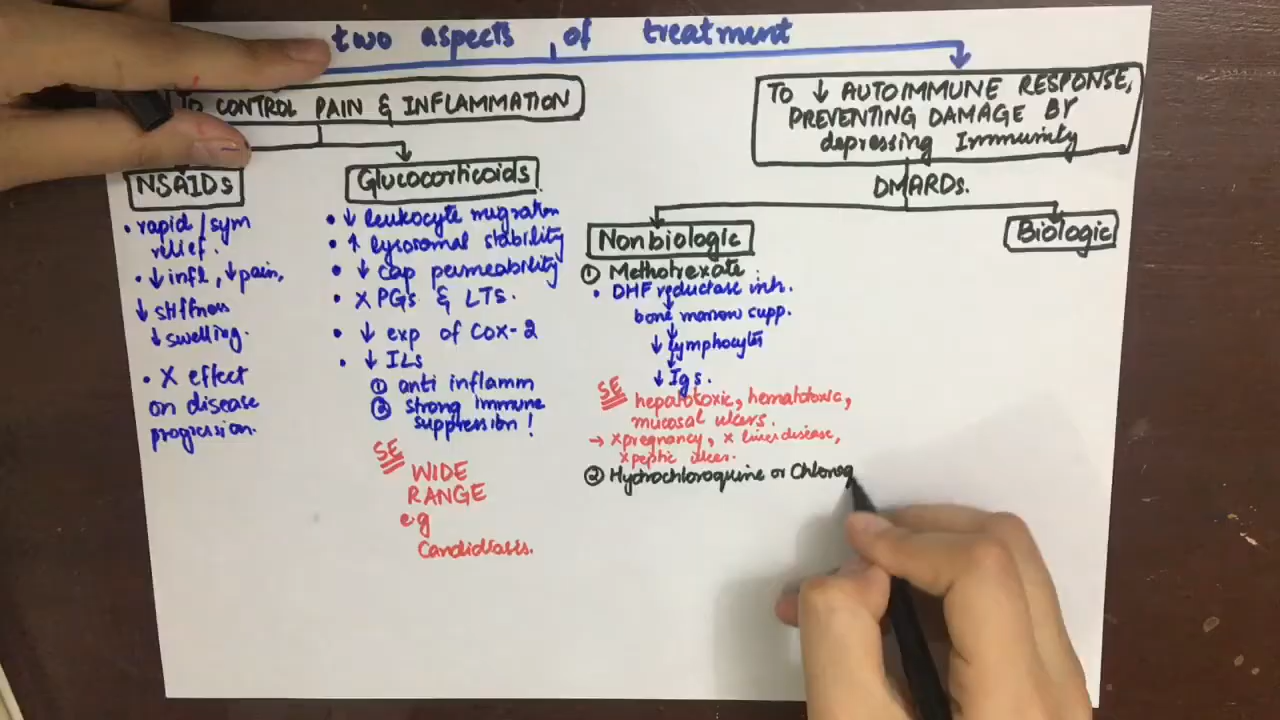 two aspects of treatment
TO CONTROL PAIN & INFLAMMATION
NSAIDs
• rapid/sym
relief.
• ↓ infl, ↓ pain,
↓ stiffness
↓ swelling.
• X effect
on disease
progression.
Glucocorticoids
• ↓ leukocyte migration
• ↑ lysosomal stability
• ↓ cap permeability
• X PGs & LTs.
• ↓ exp of Cox-2
• ↓ ILs
① anti inflamm
② strong immune
suppression!
SE
WIDE
RANGE
eg
Candidiasis.
TO ↓ AUTOIMMUNE RESPONSE,
PREVENTING DAMAGE BY
depressing Immunity
DMARDs.
Nonbiologic
① Methotrexate.
• DHF reductase inh.
bone marrow supp.
↓ lymphocytes
↓ Igs.
SE
hepatotoxic, hematotoxic,
mucosal ulcers.
→ xpregnancy, x liver disease,
xpeptic ulcer.
② Hydrochloroquine or Chloroq
Biologic